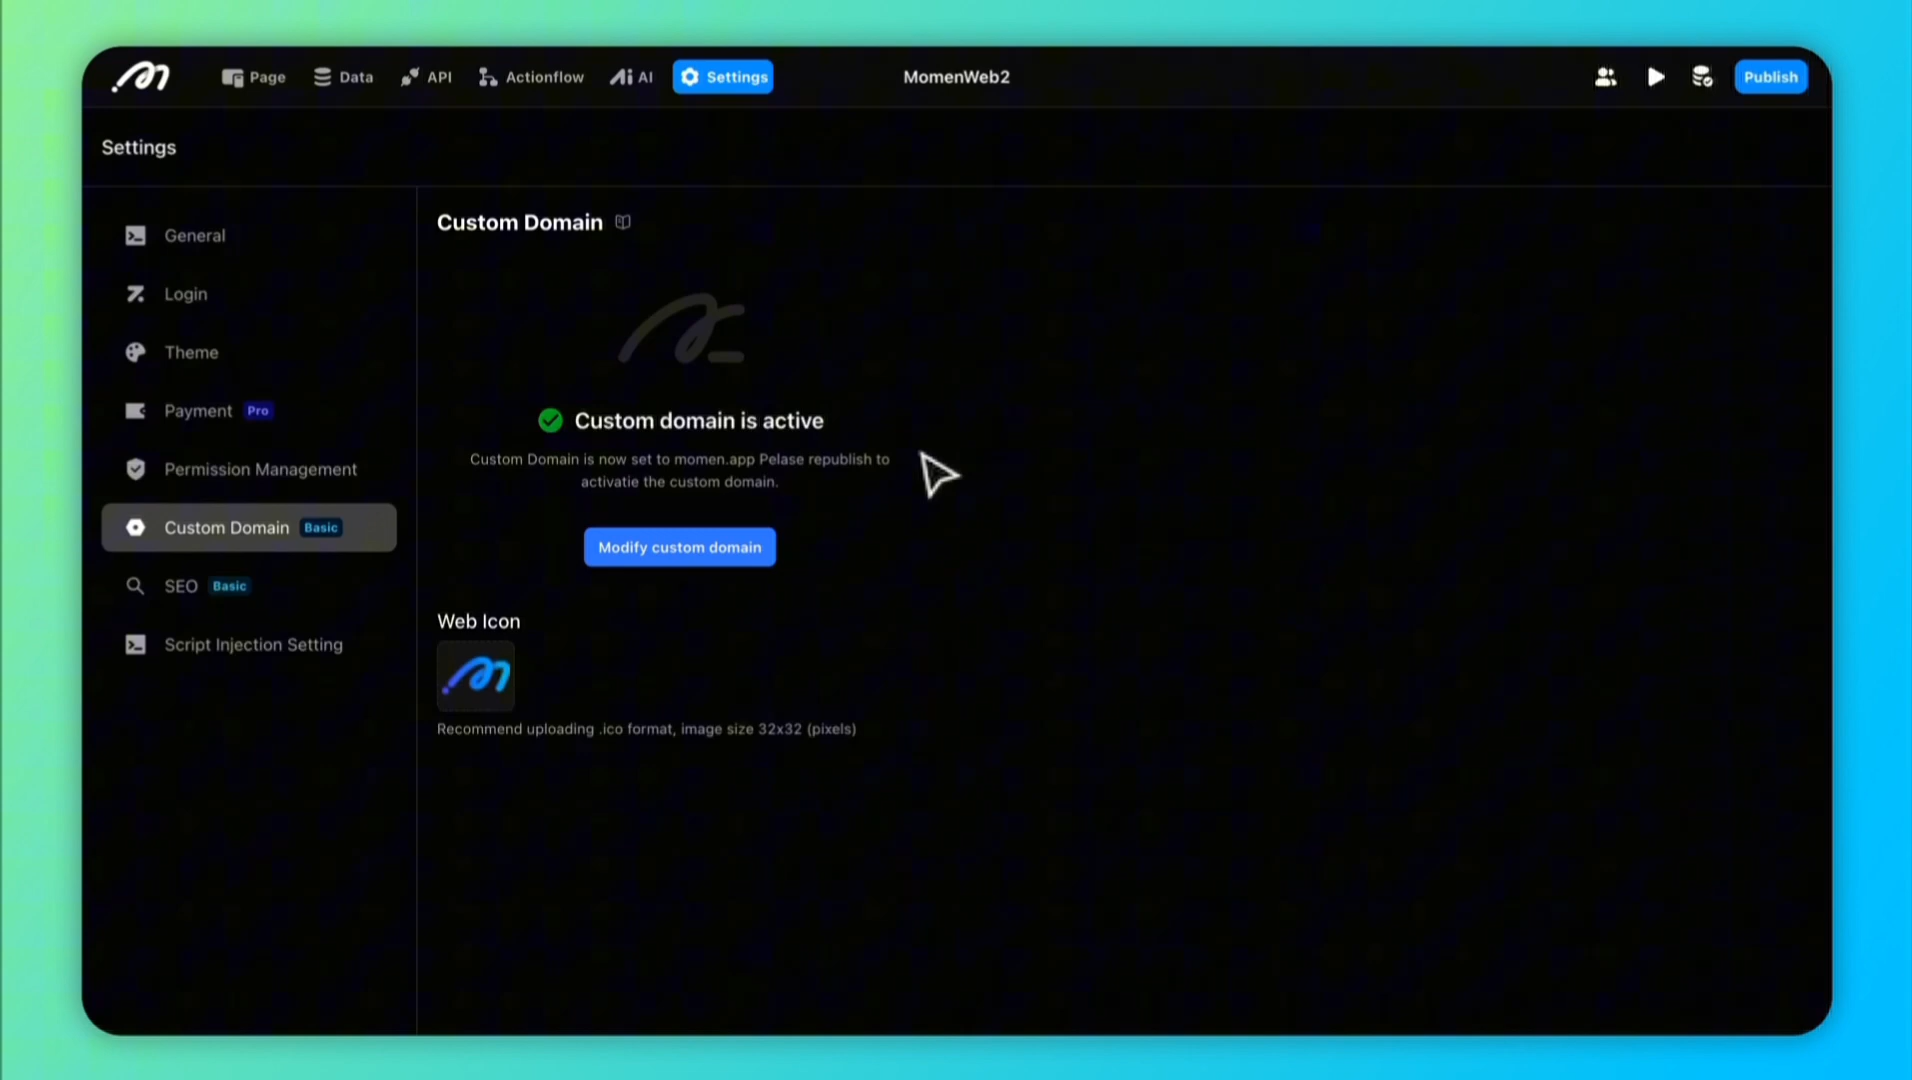 Page
Data
API
Actionflow
AI
Settings
MomenWeb2
Publish
Settings
General
Login
Theme
Payment Pro
Permission Management
Custom Domain Basic
SEO Basic
Script Injection Setting
Custom Domain
Custom domain is active
Custom Domain is now set to momen.app Pelase republish to
activatie the custom domain.
Modify custom domain
Web Icon
Recommend uploading .ico format, image size 32x32 (pixels)